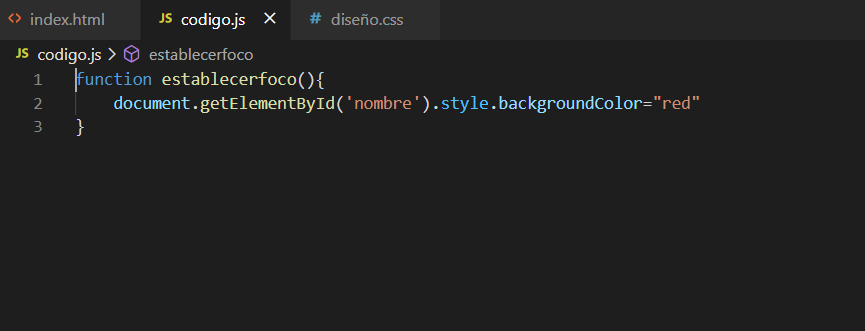 <> index.html JS codigo.js × # diseño.css
JS codigo.js > establecerfoco
1 function establecerfoco(){
2 document.getElementById('nombre').style.backgroundColor="red"
3 }